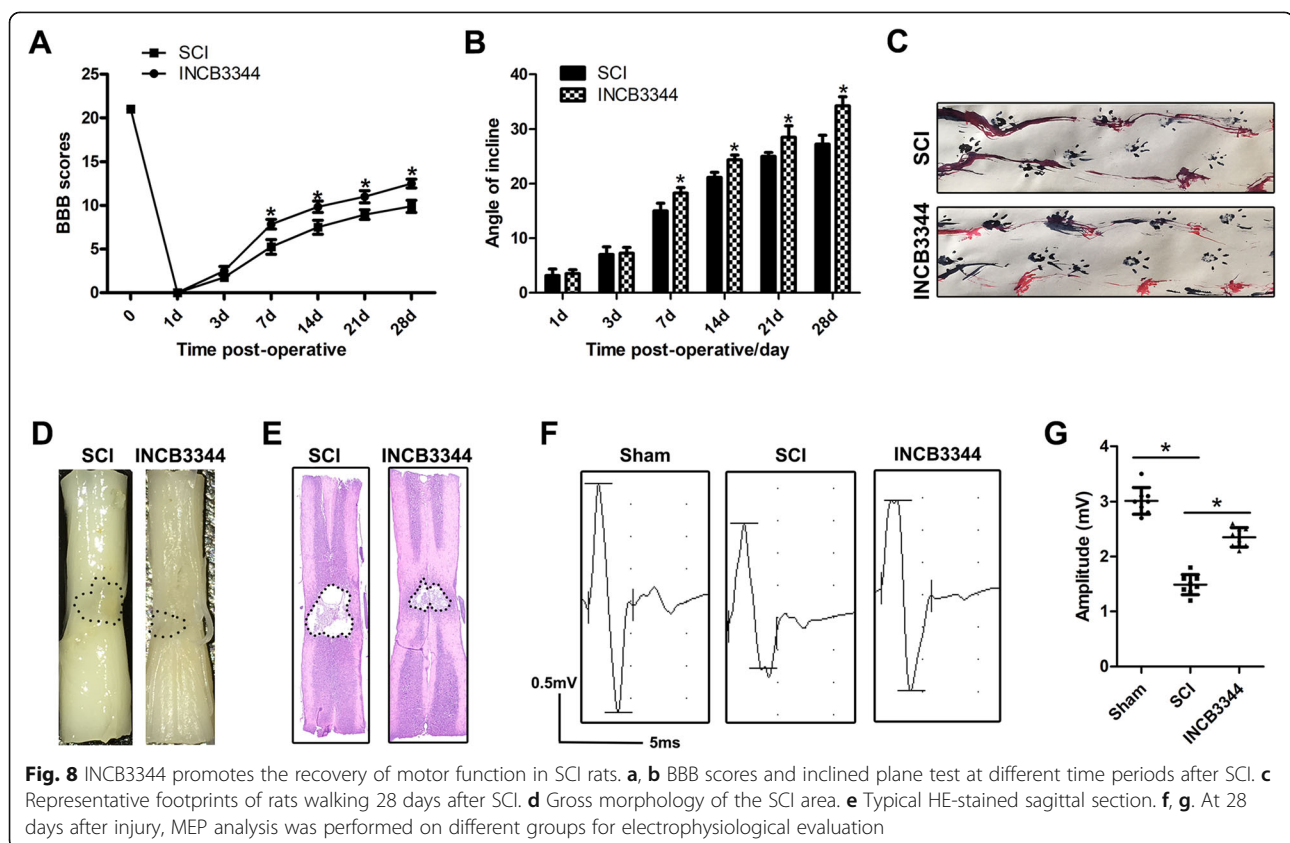 A
SCI
INCB3344
BBB scores
25
20
15
10
5
0
* * * *
0 1d 3d 7d 14d 21d 28d
Time post-operative
B
SCI
INCB3344
Angle of incline
40
30
20
10
0
* * * *
1d 3d 7d 14d 21d 28d
Time post-operative/day
C
SCI
INCB3344
D
SCI INCB3344
E
SCI INCB3344
F
Sham SCI INCB3344
0.5mV
5ms
G
Amplitude (mV)
4
3
2
1
0
* *
Sham SCI INCB3344
Fig. 8 INCB3344 promotes the recovery of motor function in SCI rats. a, b BBB scores and inclined plane test at different time periods after SCI. c
Representative footprints of rats walking 28 days after SCI. d Gross morphology of the SCI area. e Typical HE-stained sagittal section. f, g. At 28
days after injury, MEP analysis was performed on different groups for electrophysiological evaluation